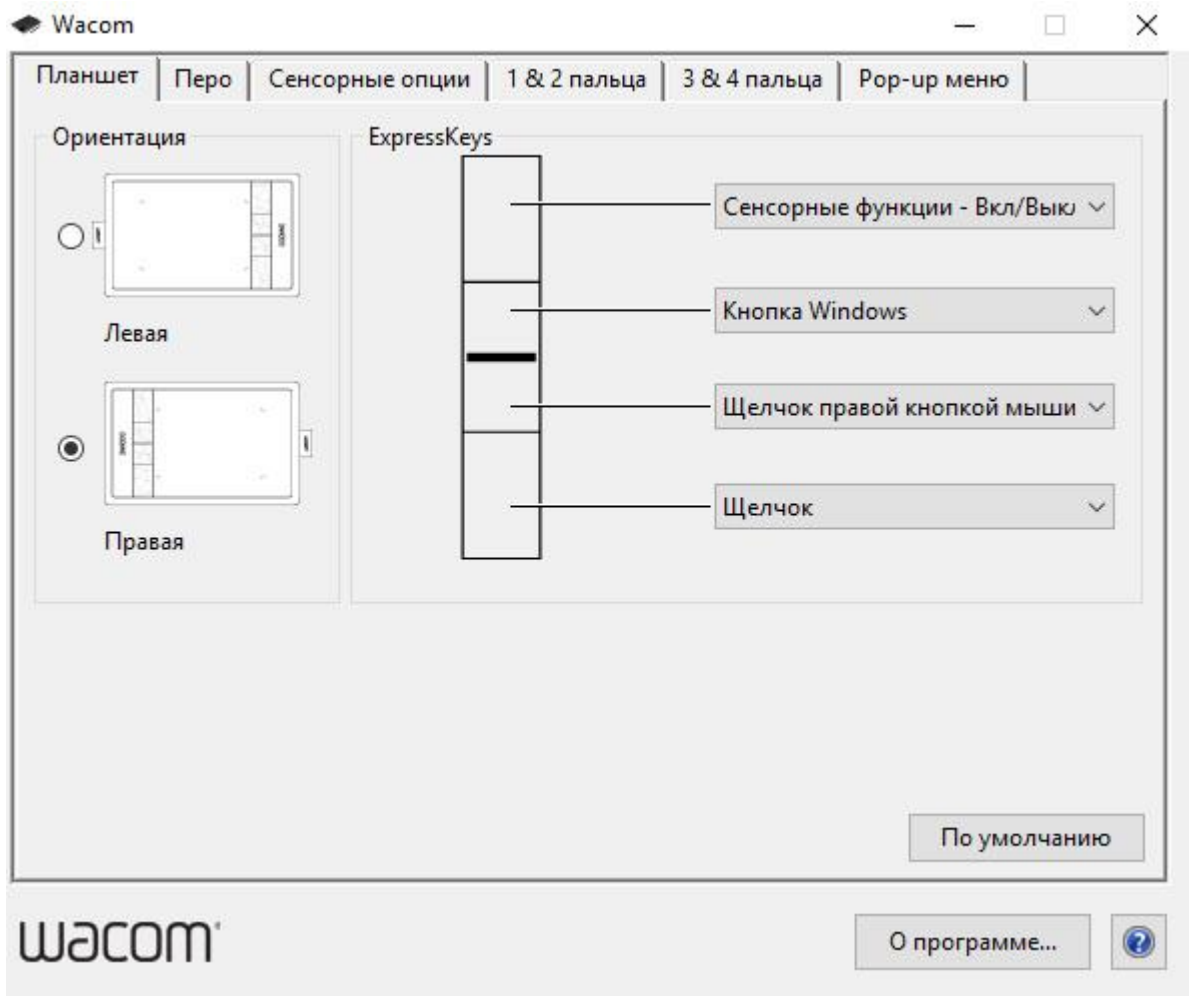 Wacom
Планшет Перо Сенсорные опции 1 & 2 пальца 3 & 4 пальца Pop-up меню
Ориентация ExpressKeys
Сенсорные функции - Вкл/Выкл
Кнопка Windows
Левая
Щелчок правой кнопкой мыши
Щелчок
Правая
По умолчанию
wacom
О программе...